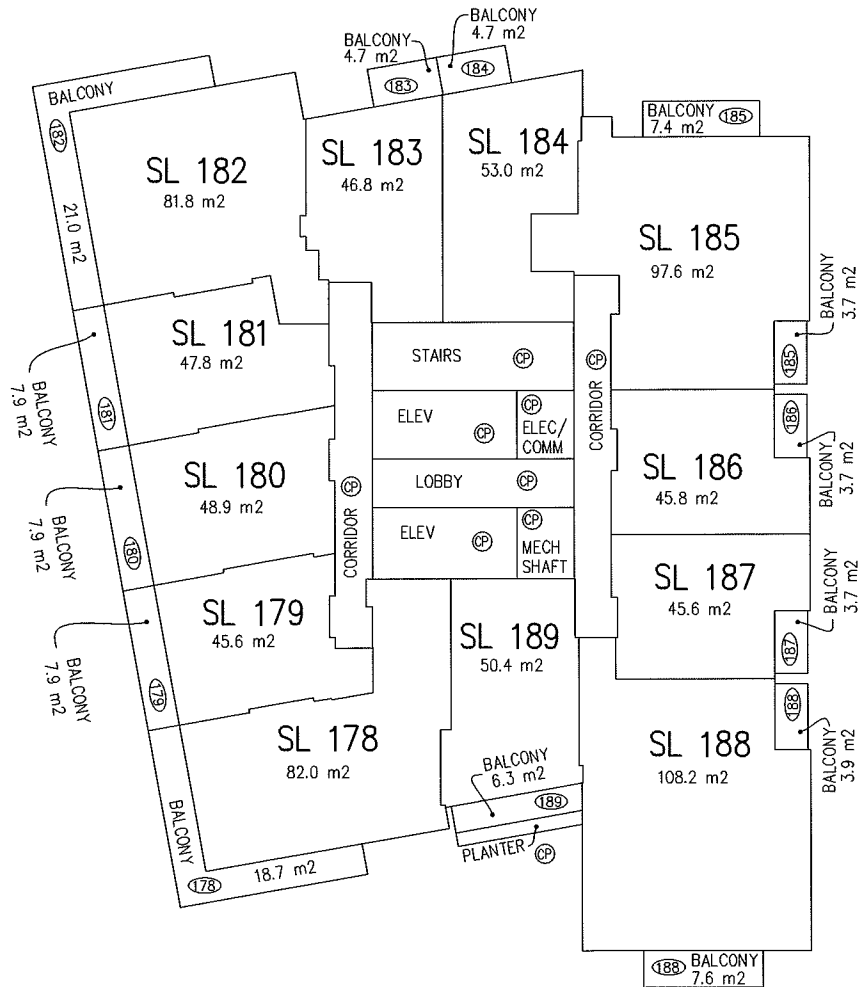 BALCONY
4.7 m2
BALCONY
4.7 m2
183
184
BALCONY
182
21.0 m2
SL 182
81.8 m2
SL 183
46.8 m2
SL 184
53.0 m2
BALCONY 185
7.4 m2
SL 185
97.6 m2
BALCONY
3.7 m2
185
SL 181
47.8 m2
BALCONY
7.9 m2
181
STAIRS CP
CP
CORRIDOR
ELEV CP
CP
ELEC/
COMM
186
BALCONY
3.7 m2
SL 186
45.8 m2
SL 180
48.9 m2
BALCONY
7.9 m2
180
CP
CORRIDOR
LOBBY CP
ELEV CP
CP
MECH
SHAFT
SL 187
45.6 m2
BALCONY
3.7 m2
187
SL 179
45.6 m2
BALCONY
7.9 m2
179
SL 189
50.4 m2
188
BALCONY
3.9 m2
SL 178
82.0 m2
SL 188
108.2 m2
BALCONY
6.3 m2
189
PLANTER CP
BALCONY
178
18.7 m2
188 BALCONY
7.6 m2